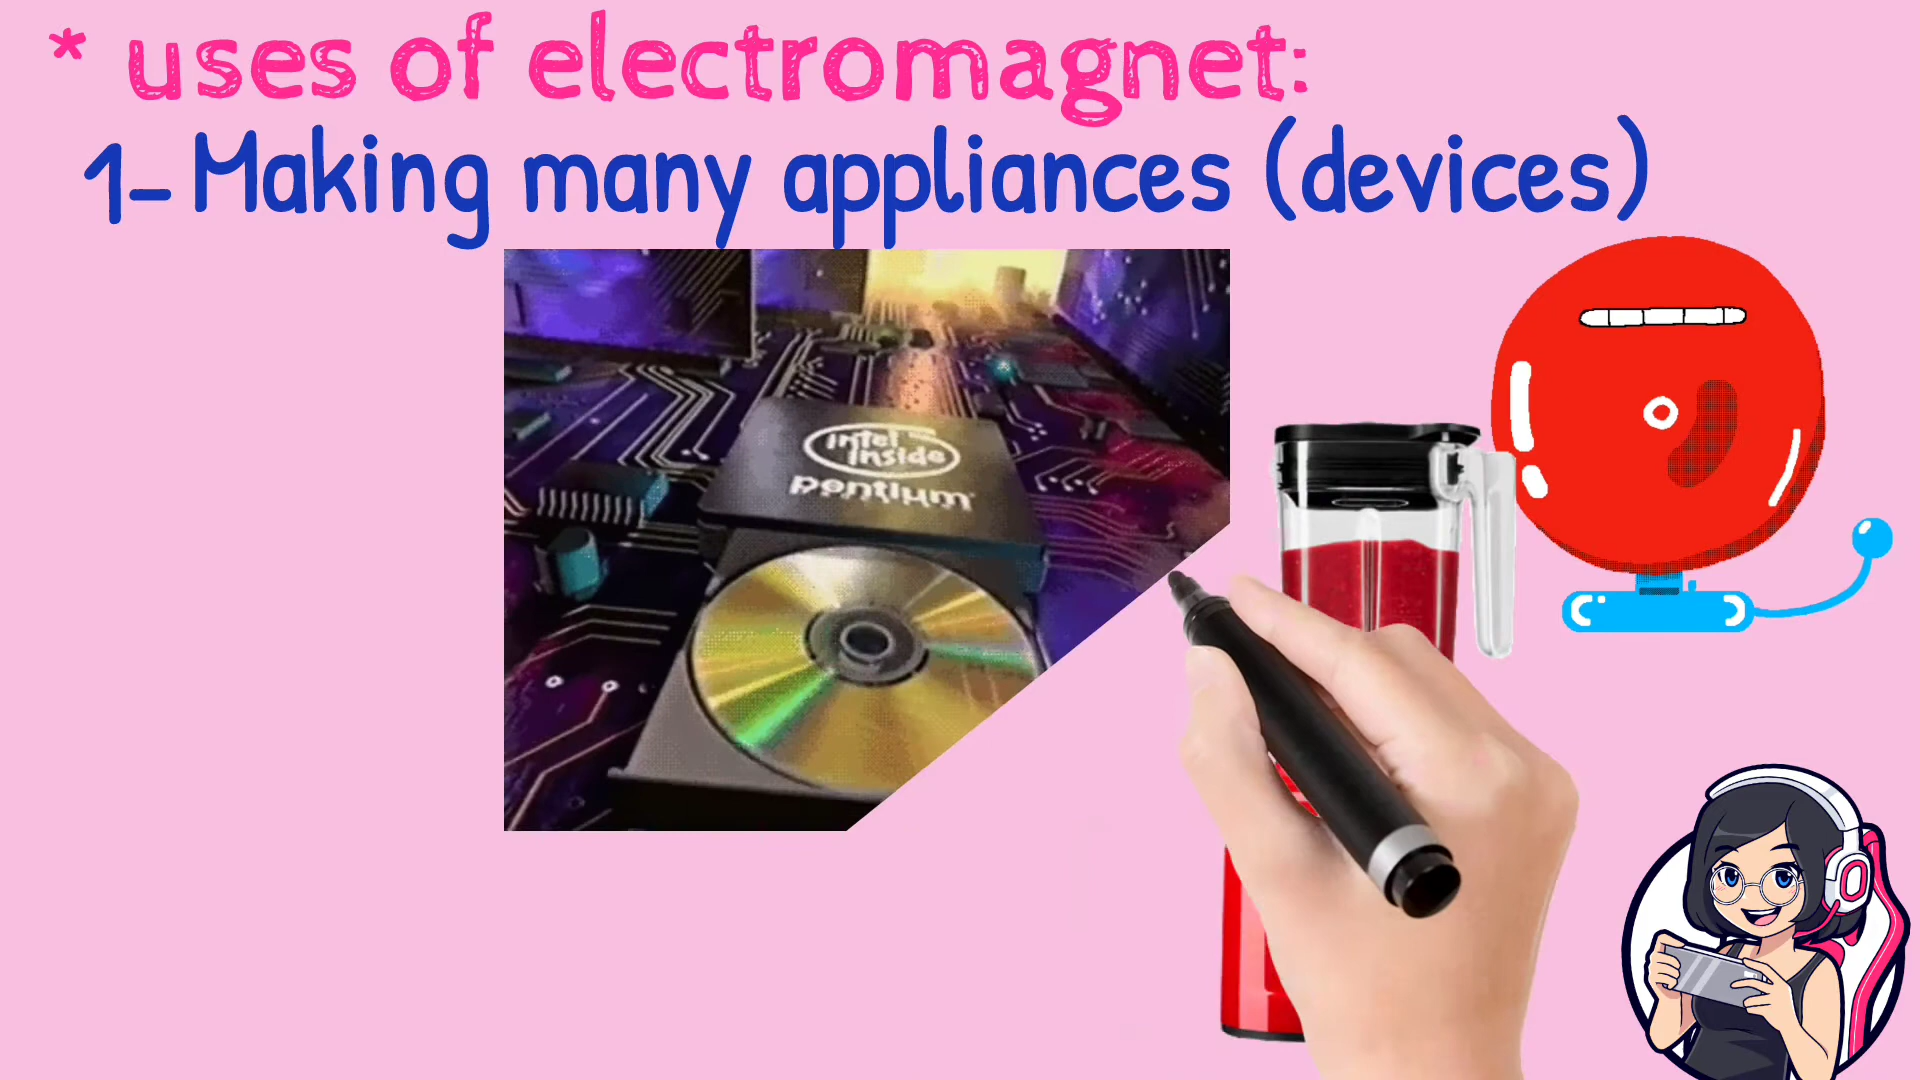 * uses of electromagnet:
1- Making many appliances (devices)
intel
inside
pentium